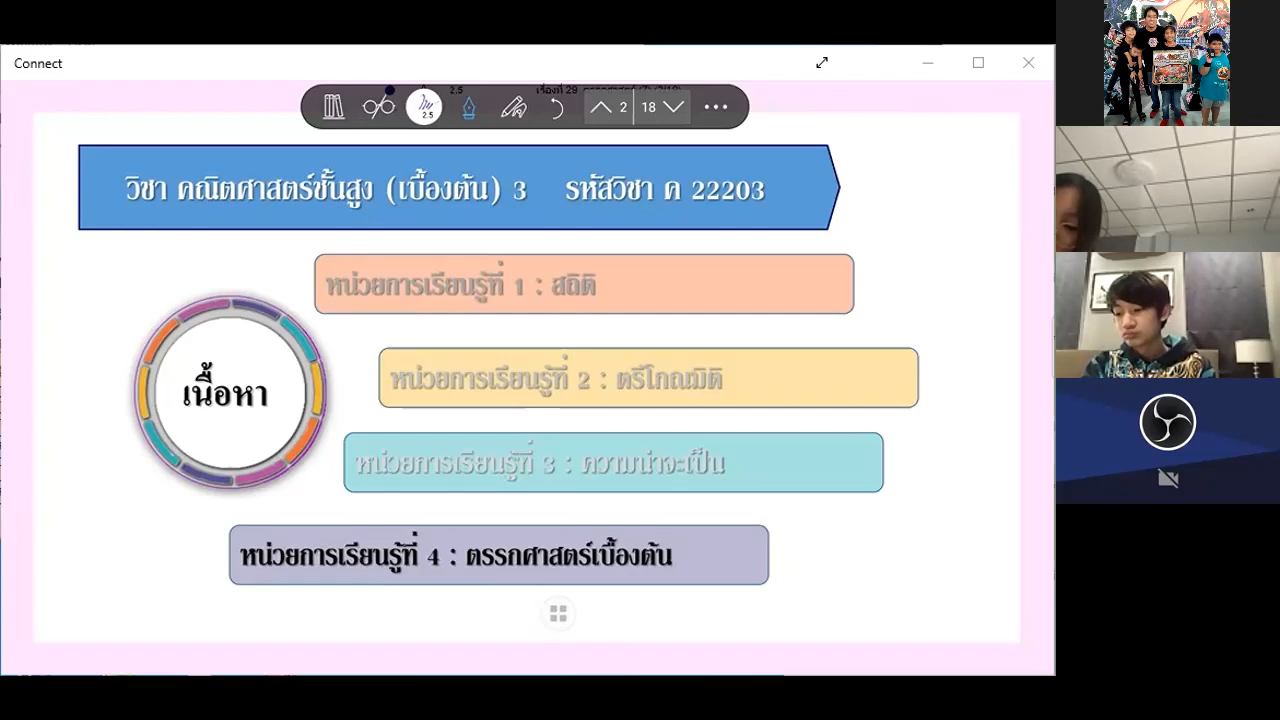 Connect
2.5
2.5
2
18
วิชา คณิตศาสตร์ชั้นสูง (เบื้องต้น) 3 รหัสวิชา ค 22203
หน่วยการเรียนรู้ที่ 1 : สถิติ
หน่วยการเรียนรู้ที่ 2 : ตรีโกณมิติ
เนื้อหา
หน่วยการเรียนรู้ที่ 3 : ความน่าจะเป็น
หน่วยการเรียนรู้ที่ 4 : ตรรกศาสตร์เบื้องต้น